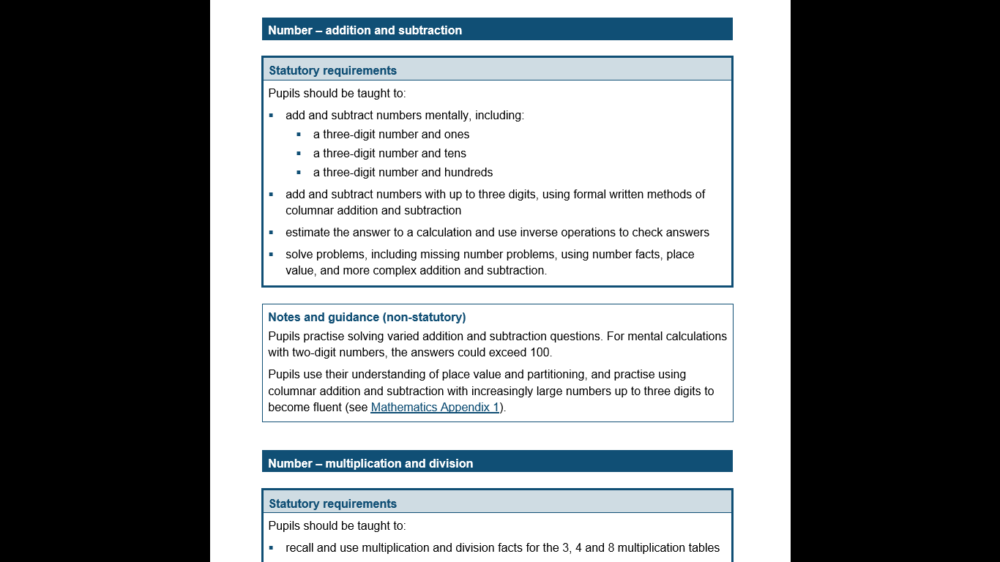 Number – addition and subtraction
Statutory requirements
Pupils should be taught to:
▪ add and subtract numbers mentally, including:
▪ a three-digit number and ones
▪ a three-digit number and tens
▪ a three-digit number and hundreds
▪ add and subtract numbers with up to three digits, using formal written methods of
columnar addition and subtraction
▪ estimate the answer to a calculation and use inverse operations to check answers
▪ solve problems, including missing number problems, using number facts, place
value, and more complex addition and subtraction.
Notes and guidance (non-statutory)
Pupils practise solving varied addition and subtraction questions. For mental calculations
with two-digit numbers, the answers could exceed 100.
Pupils use their understanding of place value and partitioning, and practise using
columnar addition and subtraction with increasingly large numbers up to three digits to
become fluent (see Mathematics Appendix 1).
Number – multiplication and division
Statutory requirements
Pupils should be taught to:
▪ recall and use multiplication and division facts for the 3, 4 and 8 multiplication tables